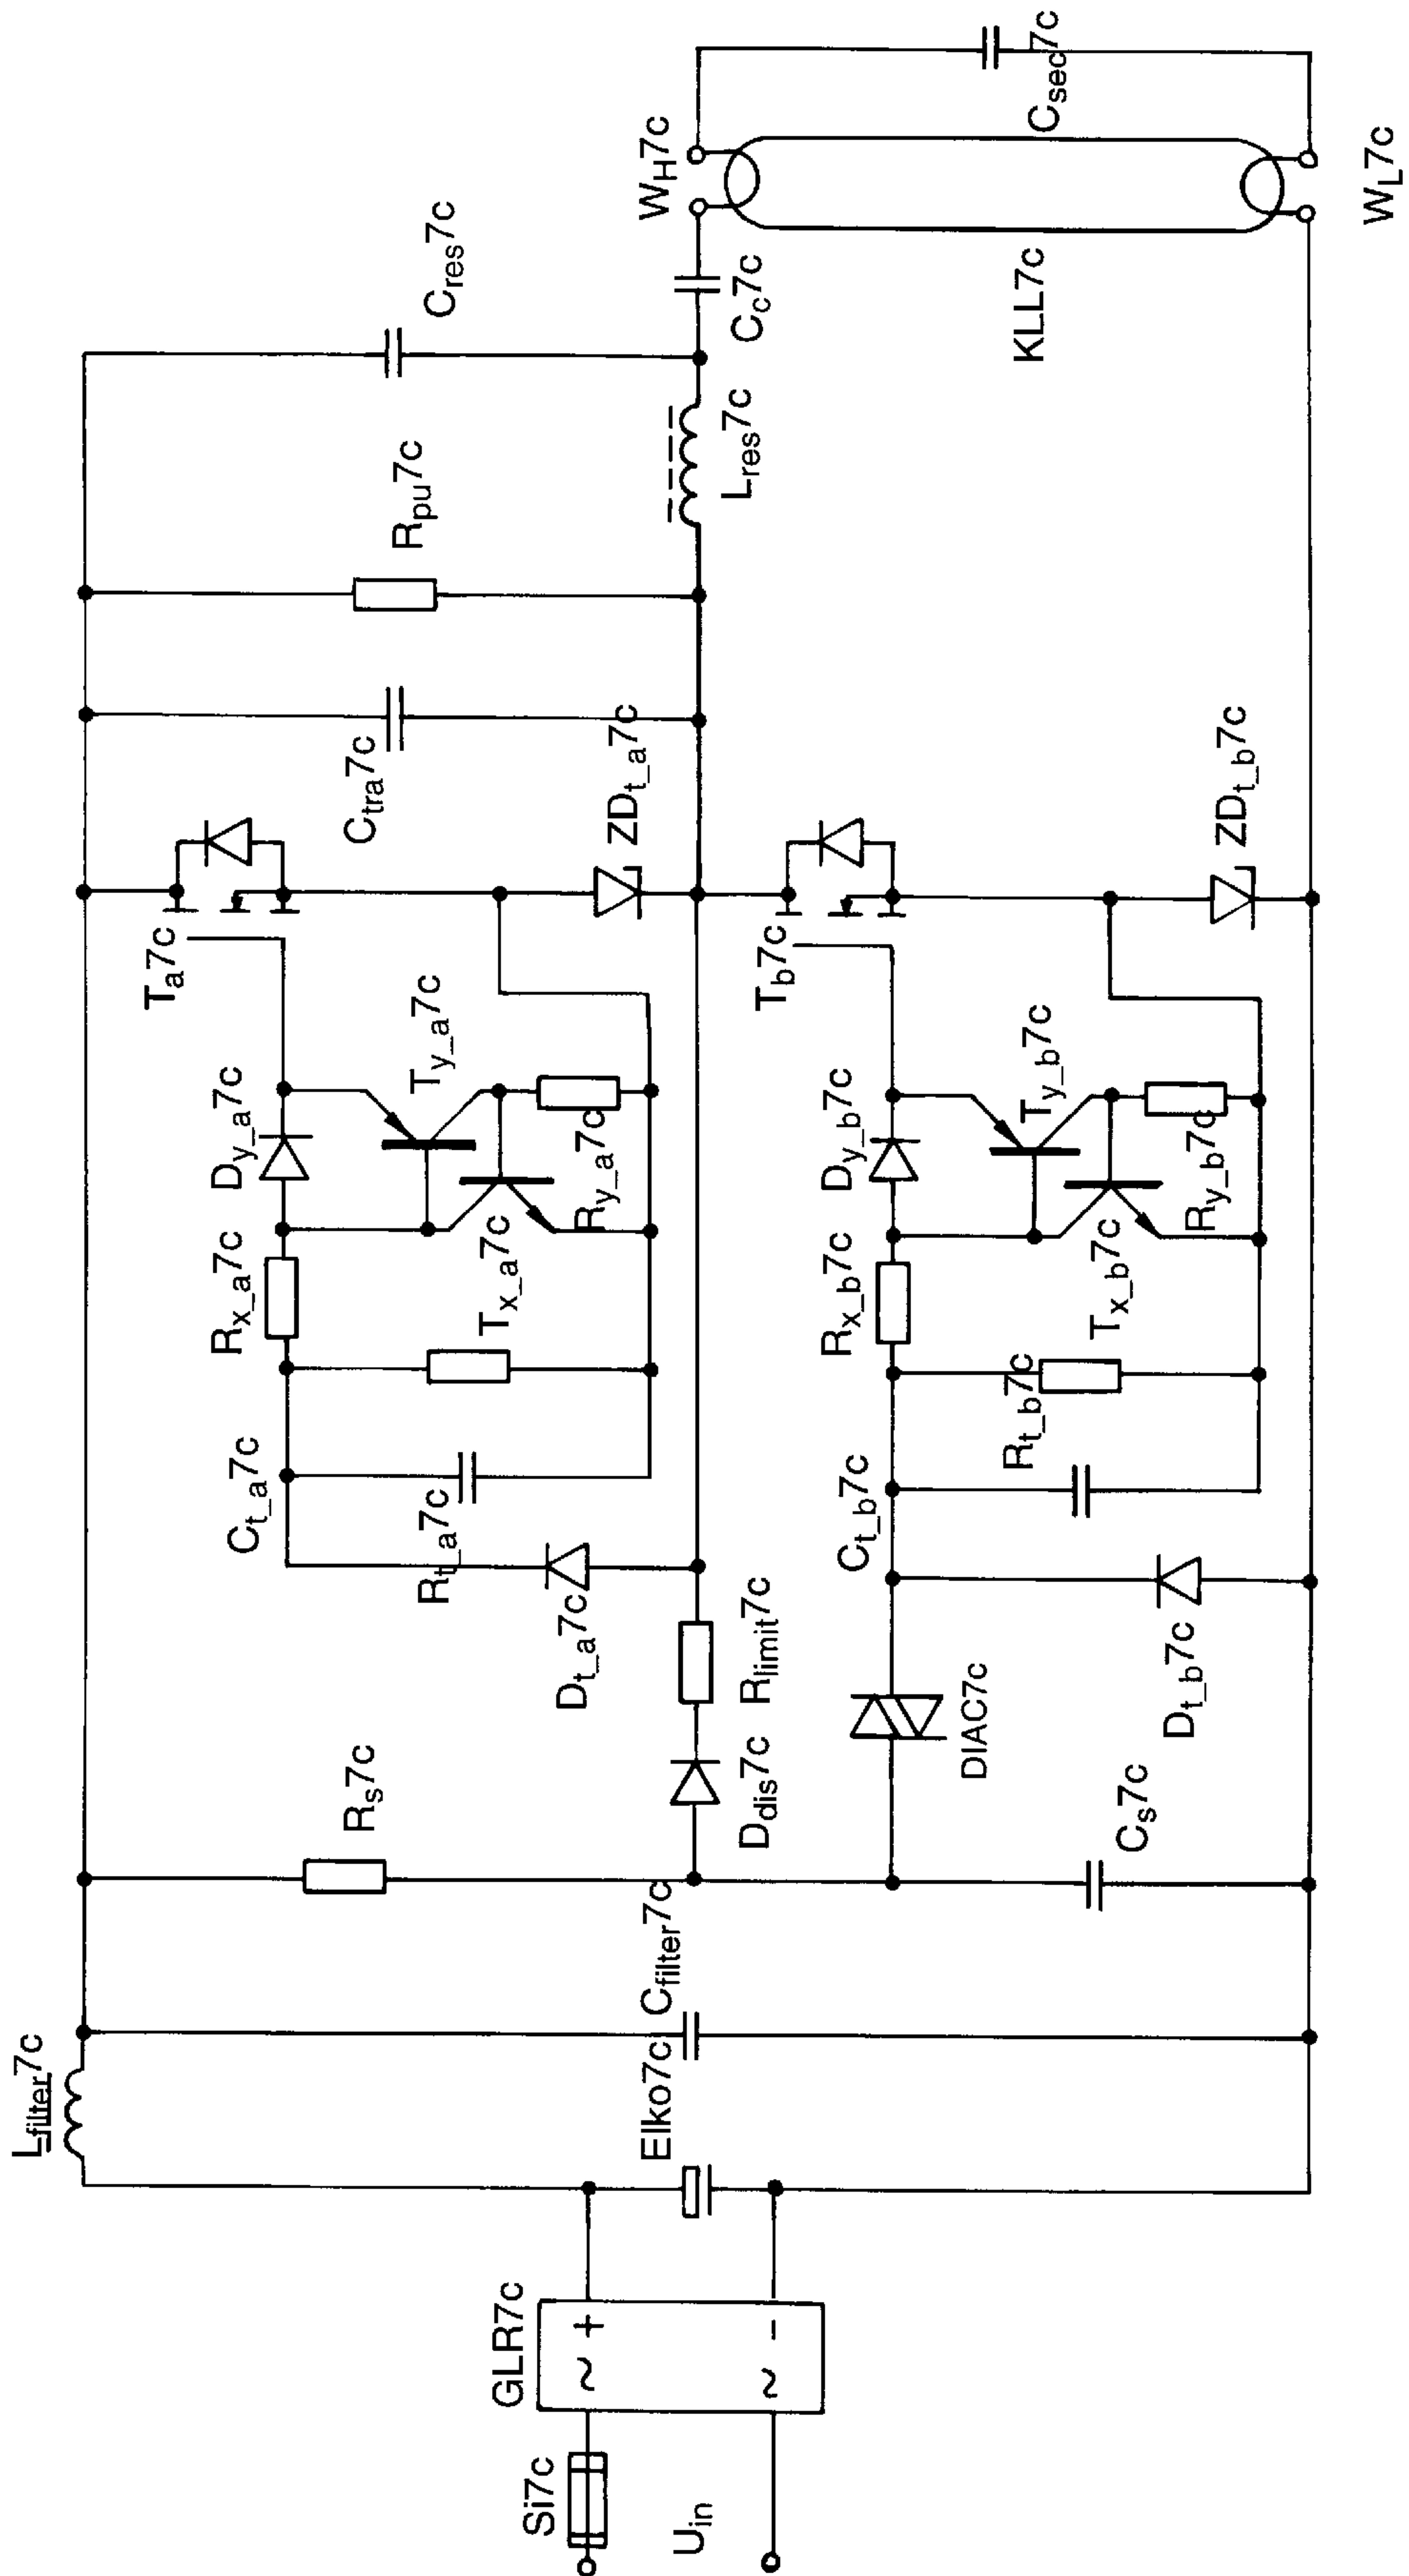 Si7c
U_in
GLR7c
~ +
~ -
L_filter7c
Elko7c
C_filter7c
R_s7c
C_s7c
D_dis7c
R_limit7c
DIAC7c
D_t_a7c
D_t_b7c
R_t_a7c
C_t_a7c
C_t_b7c
R_t_b7c
R_x_a7c
T_x_a7c
R_x_b7c
T_x_b7c
D_y_a7c
R_y_a7c
T_y_a7c
D_y_b7c
R_y_b7c
T_y_b7c
T_a7c
T_b7c
C_tra7c
ZD_t_a7c
ZD_t_b7c
R_pu7c
L_res7c
C_res7c
C_c7c
KLL7c
W_H7c
W_L7c
C_sec7c